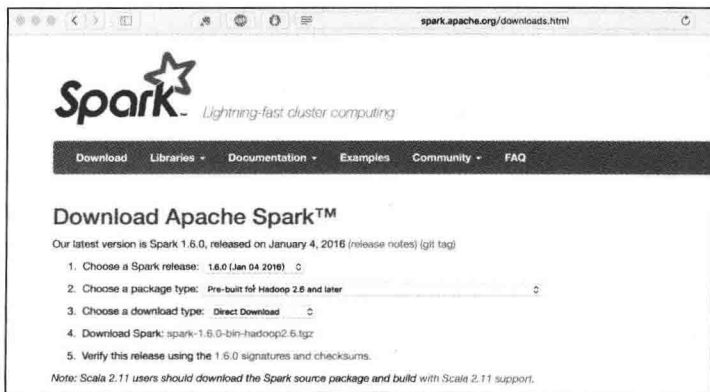 spark.apache.org/downloads.html
Spark™ Lightning-fast cluster computing
Download Libraries Documentation Examples Community FAQ
Download Apache Spark™
Our latest version is Spark 1.6.0, released on January 4, 2016 (release notes) (git tag)
1. Choose a Spark release: 1.6.0 (Jan 04 2016)
2. Choose a package type: Pre-built for Hadoop 2.6 and later
3. Choose a download type: Direct Download
4. Download Spark: spark-1.6.0-bin-hadoop2.6.tgz
5. Verify this release using the 1.6.0 signatures and checksums.
Note: Scala 2.11 users should download the Spark source package and build with Scala 2.11 support.